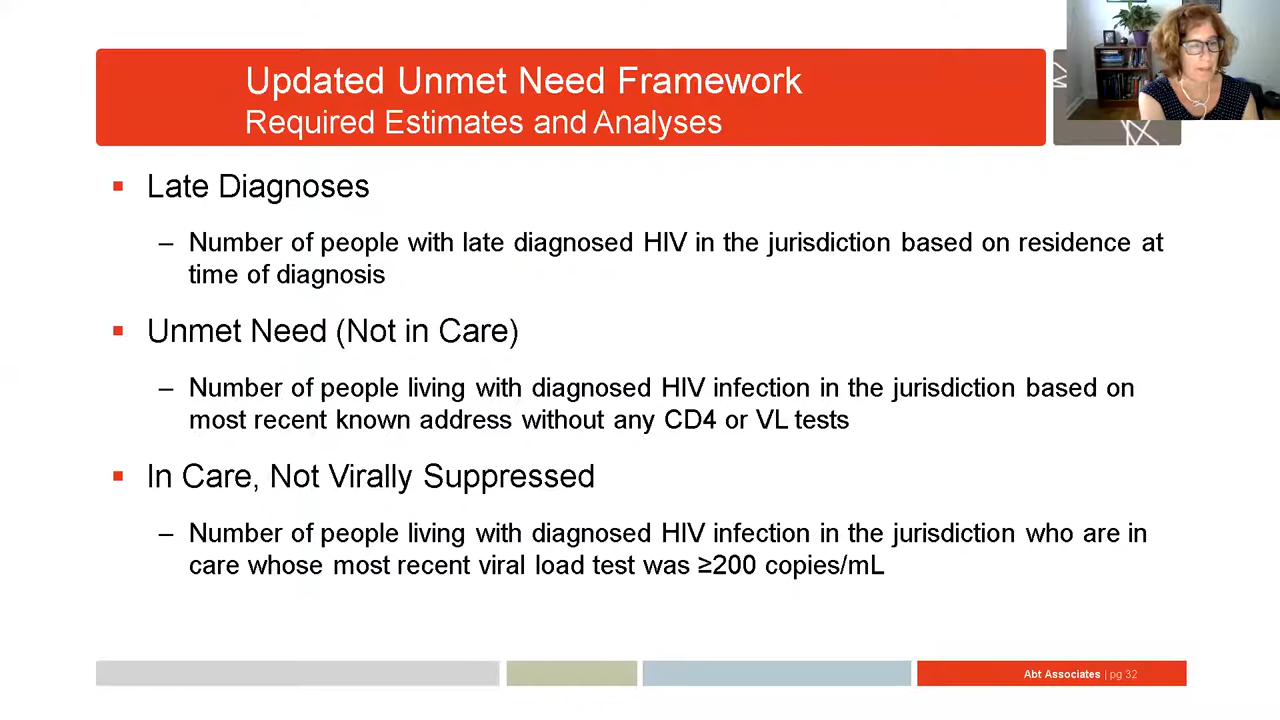 Updated Unmet Need Framework
Required Estimates and Analyses
▪ Late Diagnoses
– Number of people with late diagnosed HIV in the jurisdiction based on residence at
time of diagnosis
▪ Unmet Need (Not in Care)
– Number of people living with diagnosed HIV infection in the jurisdiction based on
most recent known address without any CD4 or VL tests
▪ In Care, Not Virally Suppressed
– Number of people living with diagnosed HIV infection in the jurisdiction who are in
care whose most recent viral load test was ≥200 copies/mL
Abt Associates | pg 32